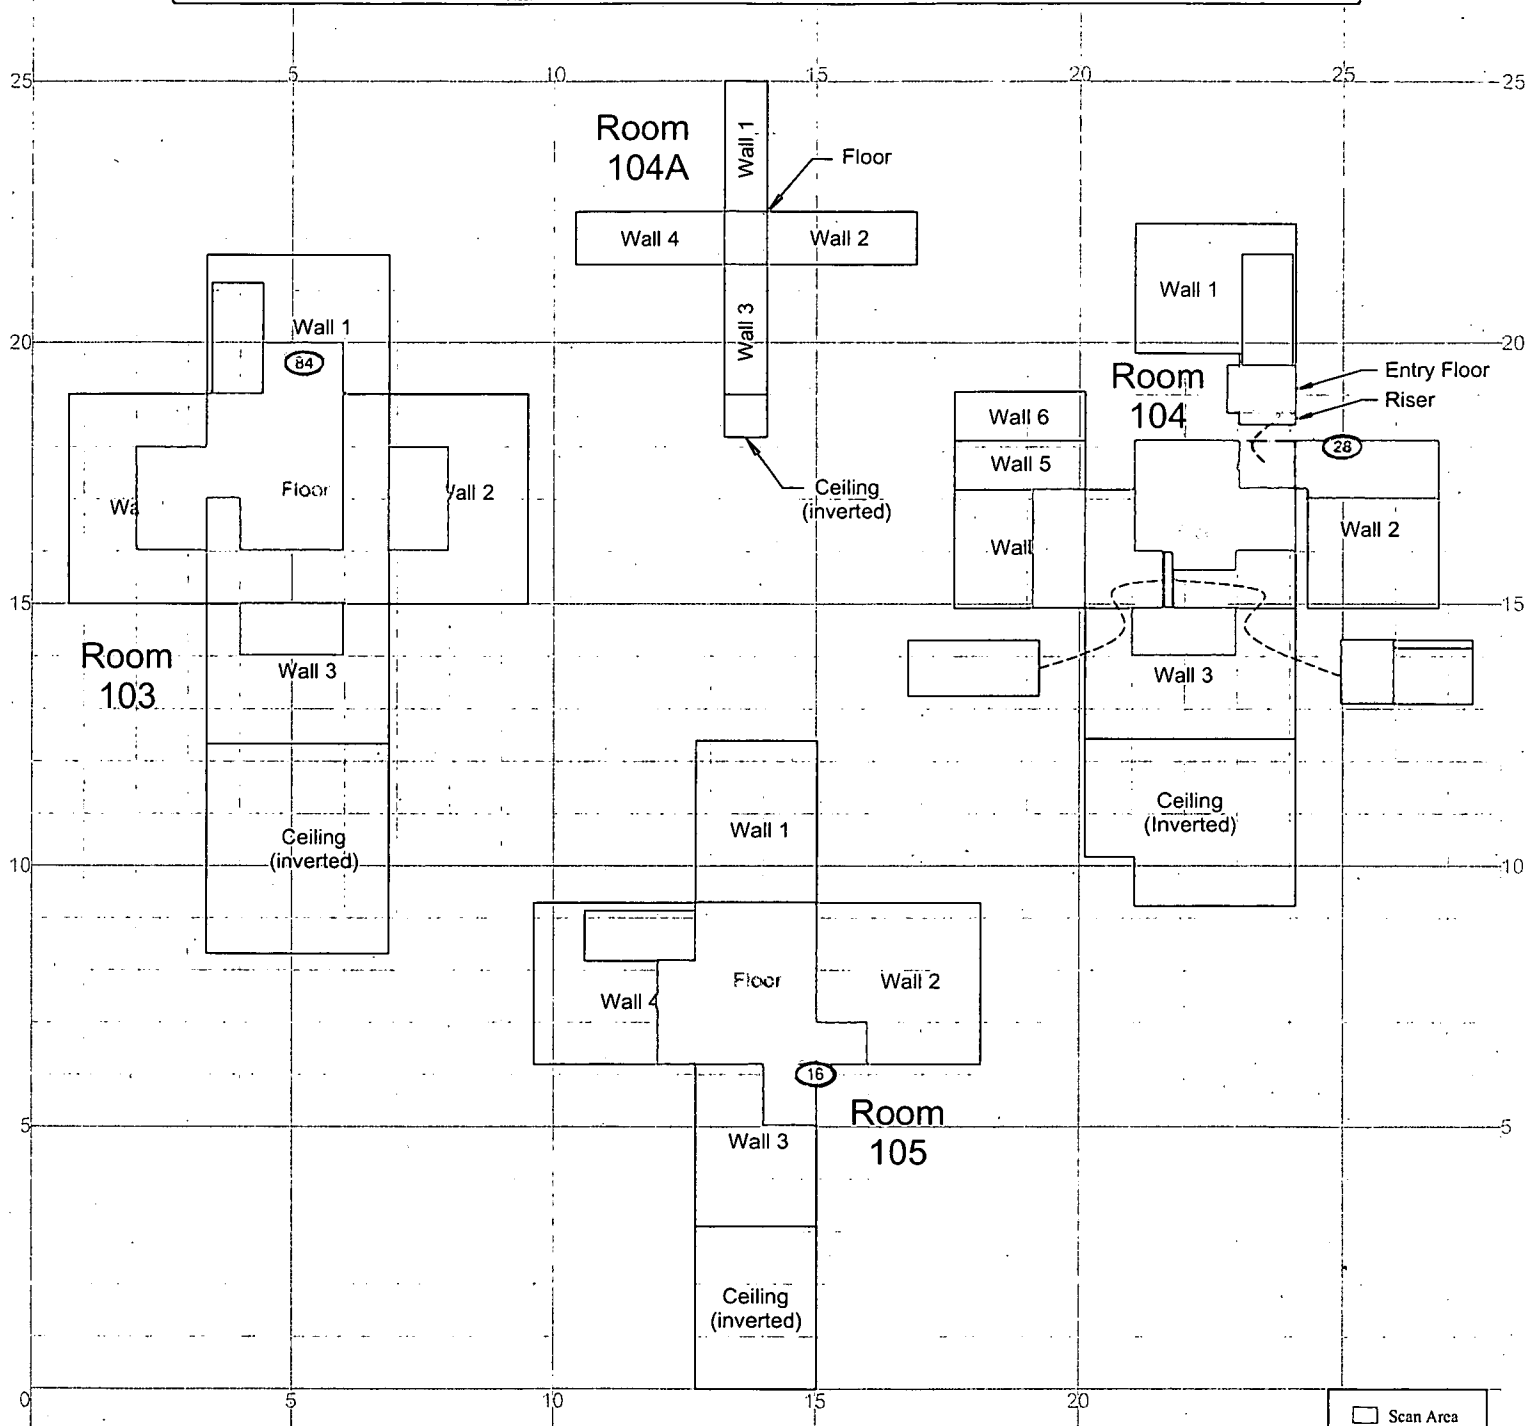 5
10
15
20
25
25
25
Room
104A
Wall 1
Floor
Wall 4
Wall 2
Wall 3
Ceiling
(inverted)
Wall 1
84
20
20
Wall 1
Entry Floor
Riser
Room
104
28
Wall 6
Wall 5
Wall
Wall 2
Wa
Floor
Wall 2
15
15
Wall 3
Room
103
Wall 3
Ceiling
(inverted)
Ceiling
(Inverted)
10
10
Wall 1
Floor
Wall 2
Wall 4
16
Room
105
5
5
Wall 3
Ceiling
(inverted)
0
5
10
15
20
Scan Area